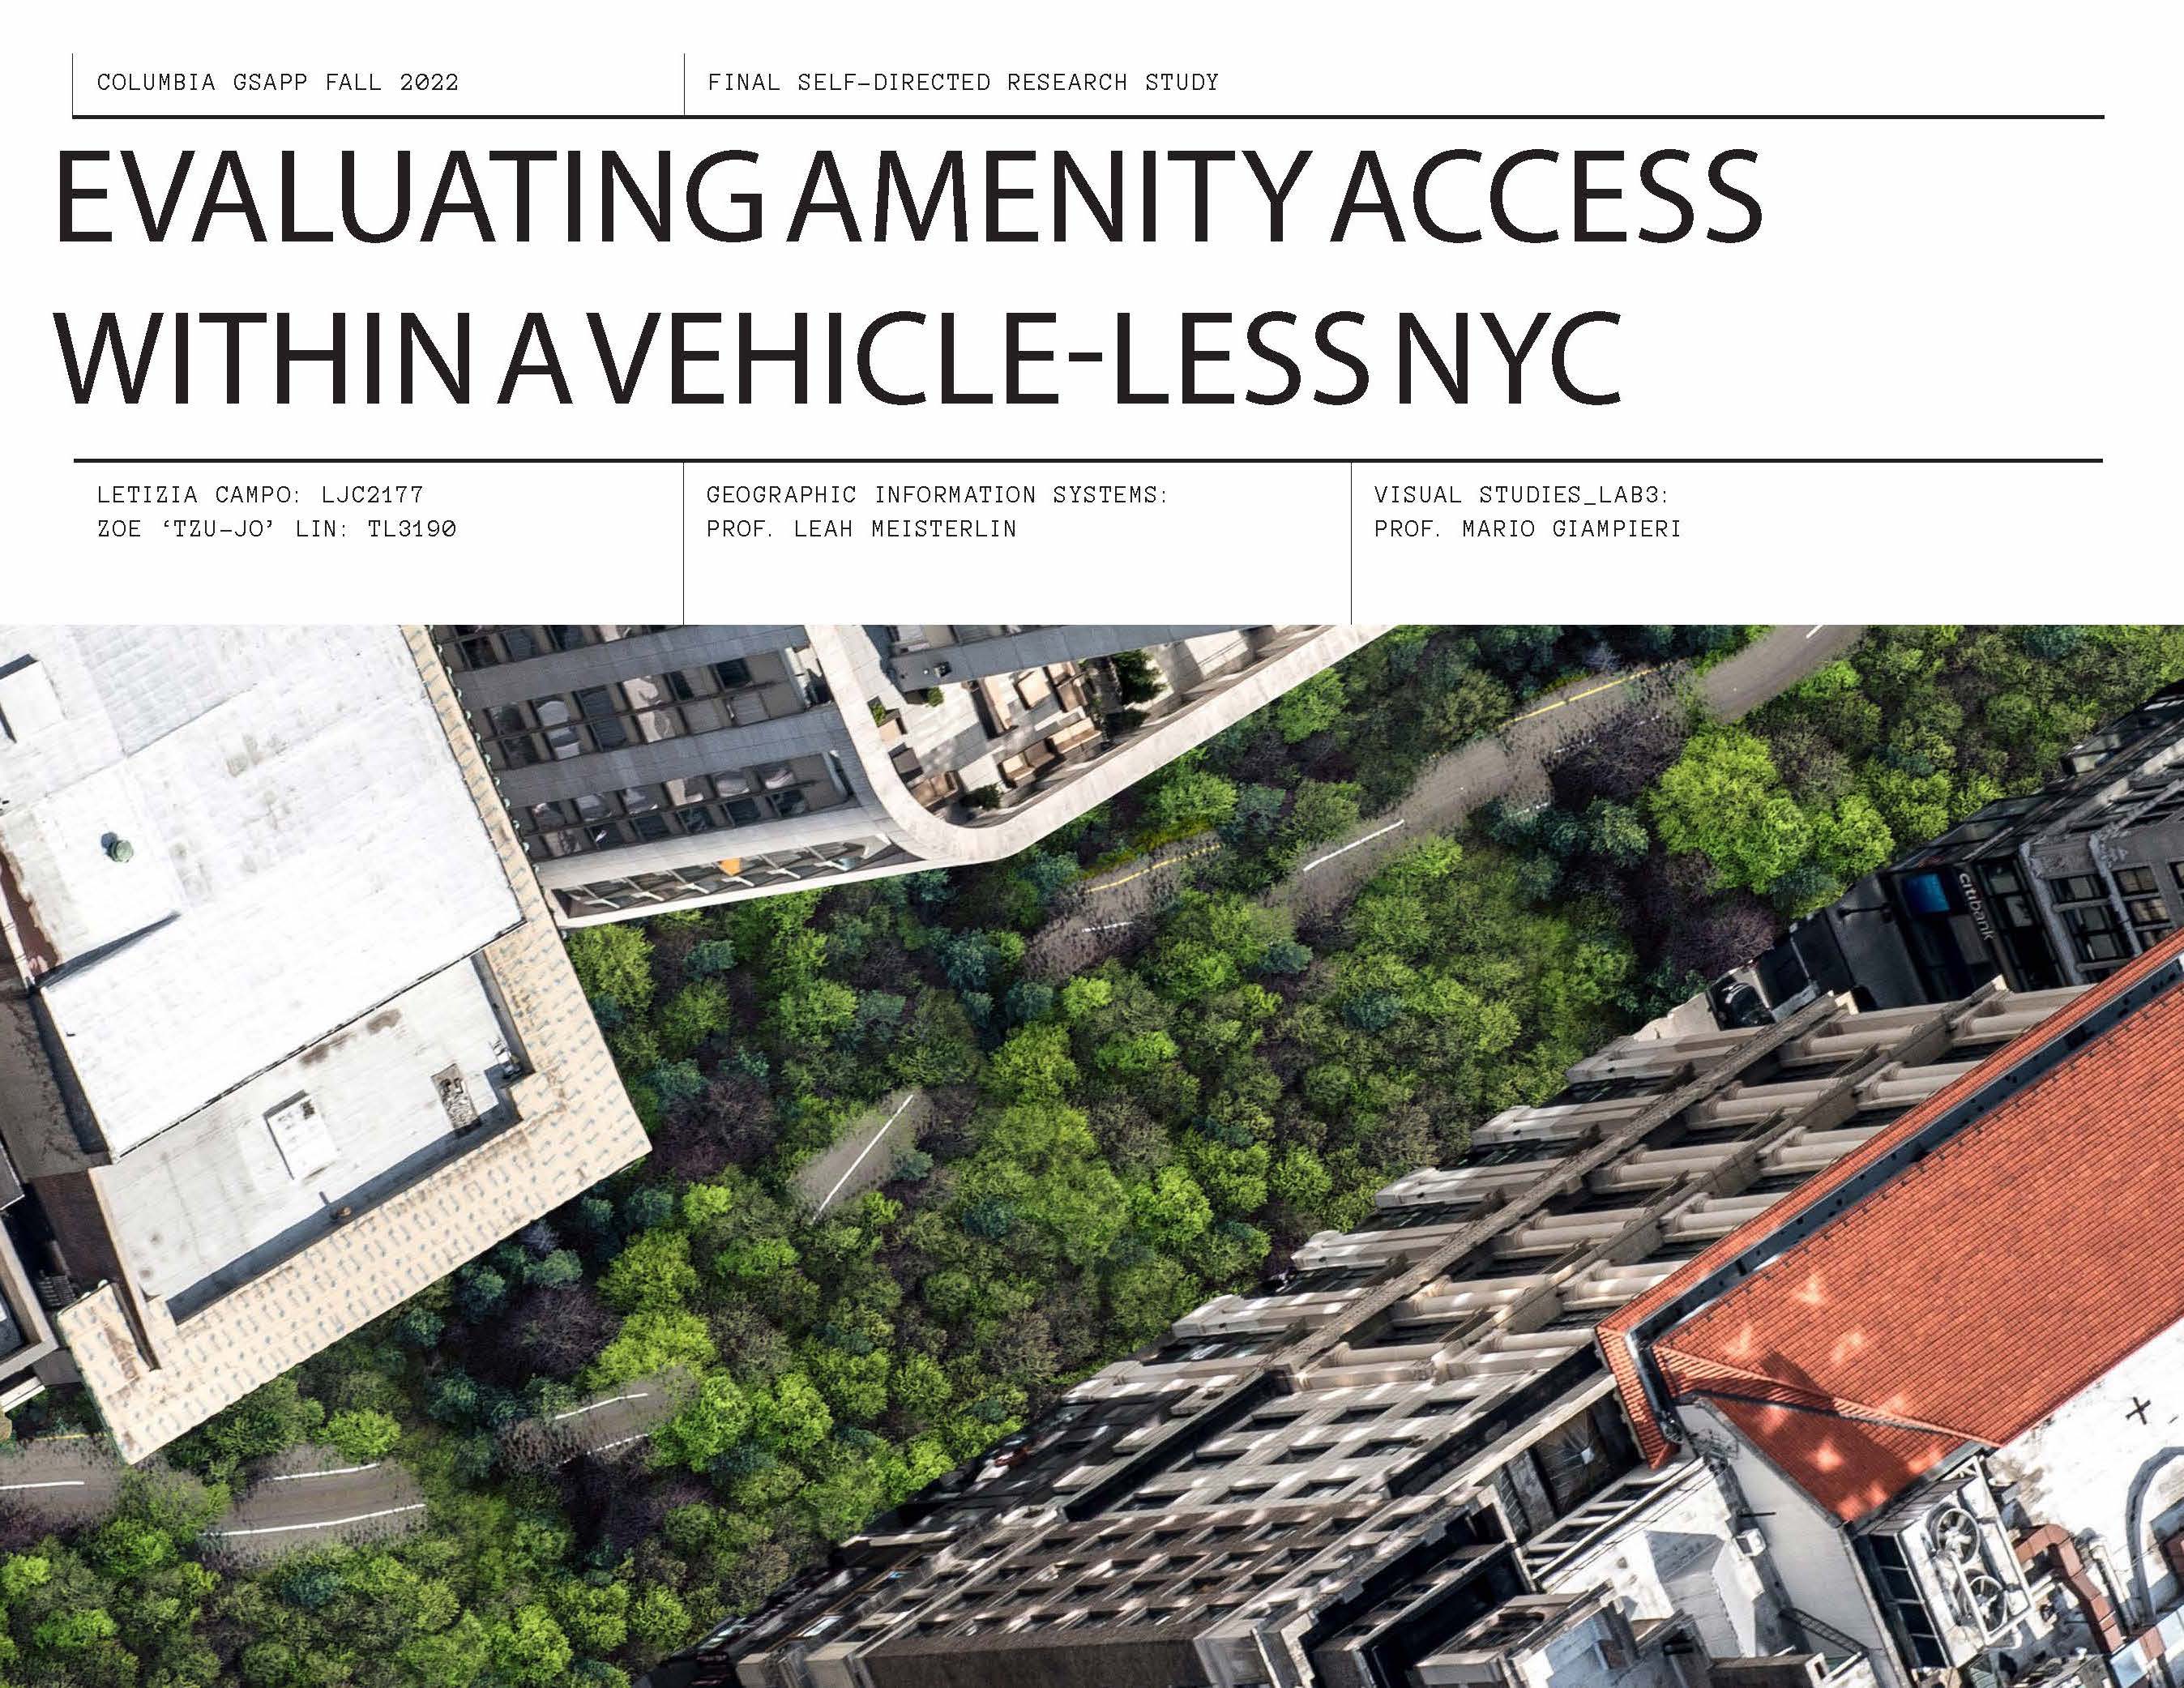 COLUMBIA GSAPP FALL 2022
FINAL SELF-DIRECTED RESEARCH STUDY
EVALUATING AMENITY ACCESS
WITHIN A VEHICLE-LESS NYC
LETIZIA CAMPO: LJC2177
ZOE ‘TZU-JO’ LIN: TL3190
GEOGRAPHIC INFORMATION SYSTEMS:
PROF. LEAH MEISTERLIN
VISUAL STUDIES_LAB3:
PROF. MARIO GIAMPIERI
citibank